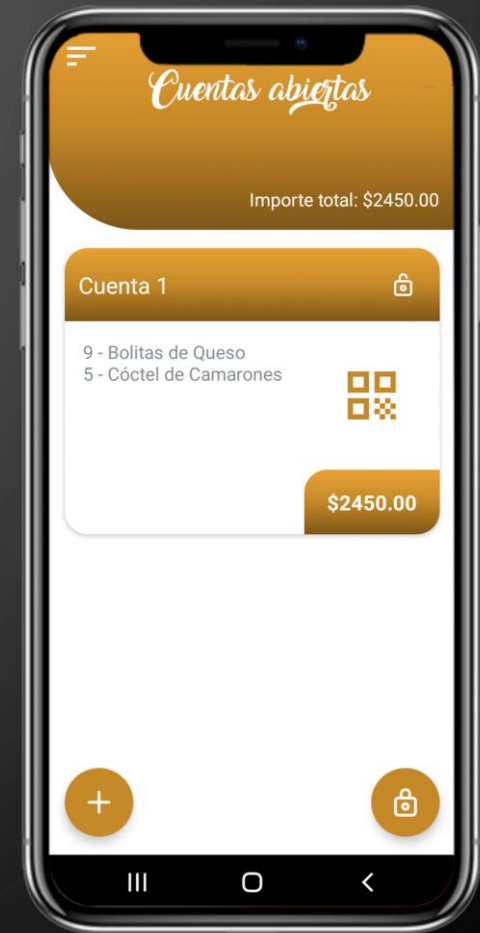 Cuentas abiertas
Importe total: $2450.00
Cuenta 1
9 - Bolitas de Queso
5 - Cóctel de Camarones
$2450.00